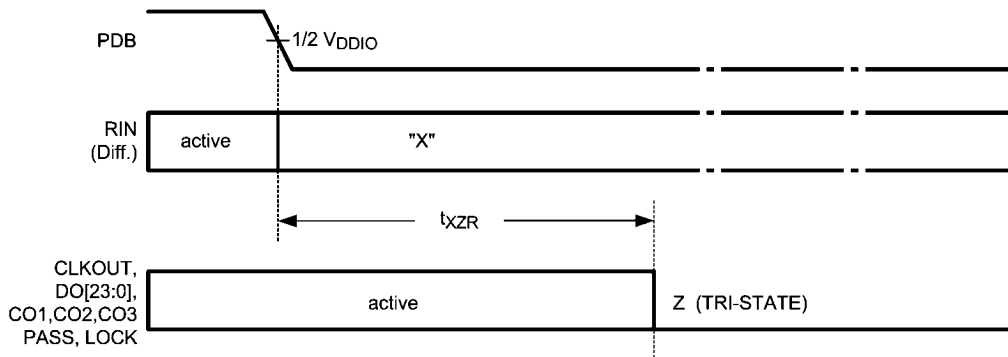 PDB
1/2 VDDIO
RIN
(Diff.)
active
"X"
tXZR
CLKOUT,
DO[23:0],
CO1,CO2,CO3
PASS, LOCK
active
Z (TRI-STATE)